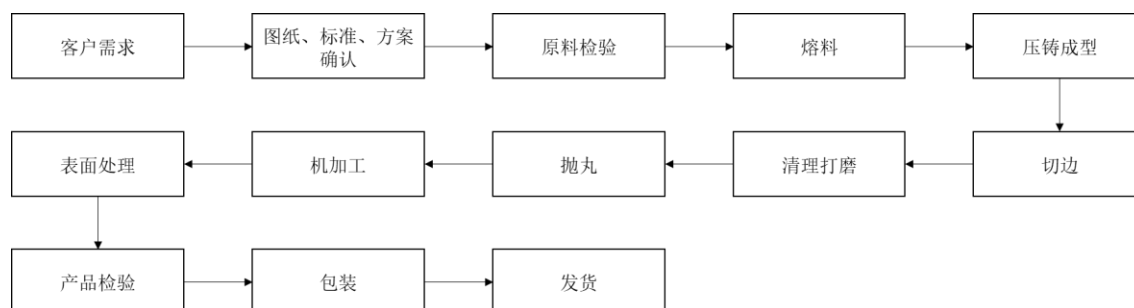 客户需求
图纸、标准、方案
确认
原料检验
熔料
压铸成型
切边
清理打磨
抛丸
机加工
表面处理
产品检验
包装
发货